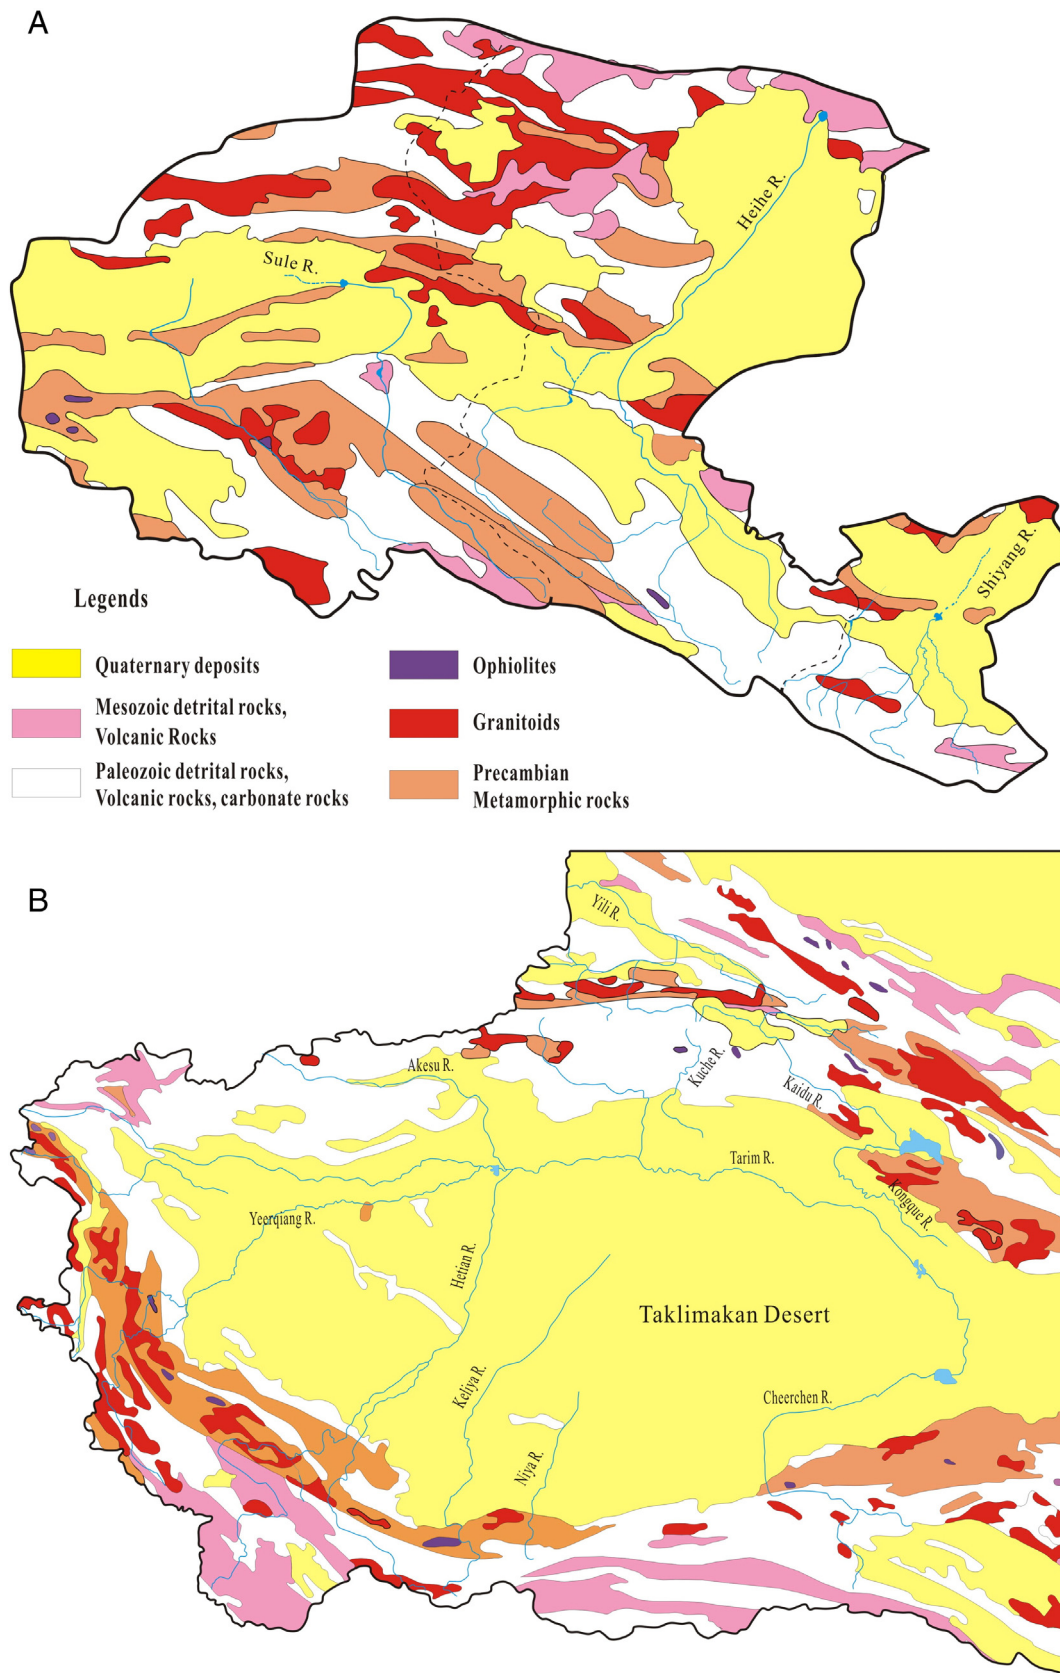 A
Heihe R.
Sule R.
Shiyang R.
Legends
Quaternary deposits
Mesozoic detrital rocks,
Volcanic Rocks
Paleozoic detrital rocks,
Volcanic rocks, carbonate rocks
Ophiolites
Granitoids
Precambian
Metamorphic rocks
B
Yili R.
Akesu R.
Kuche R.
Kaidu R.
Tarim R.
Kongque R.
Yeerqiang R.
Hetian R.
Taklimakan Desert
Keliya R.
Cheerchen R.
Niya R.